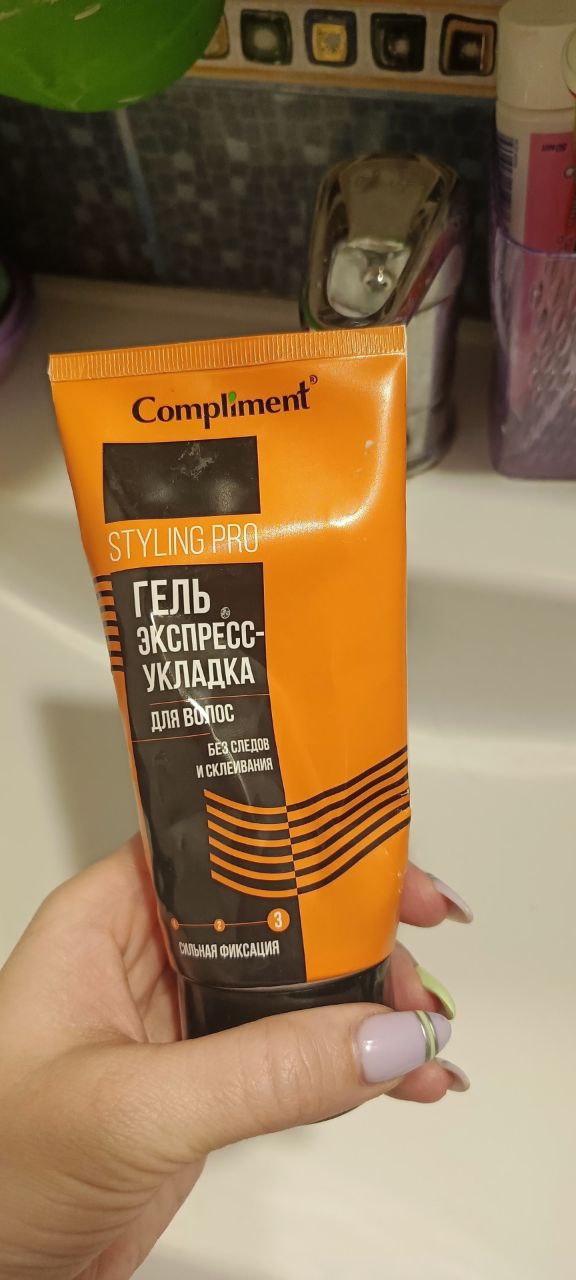 Compliment®
STYLING PRO
ГЕЛЬ
ЭКСПРЕСС-
УКЛАДКА
ДЛЯ ВОЛОС
БЕЗ СЛЕДОВ
И СКЛЕИВАНИЯ
1 2 3
СИЛЬНАЯ ФИКСАЦИЯ